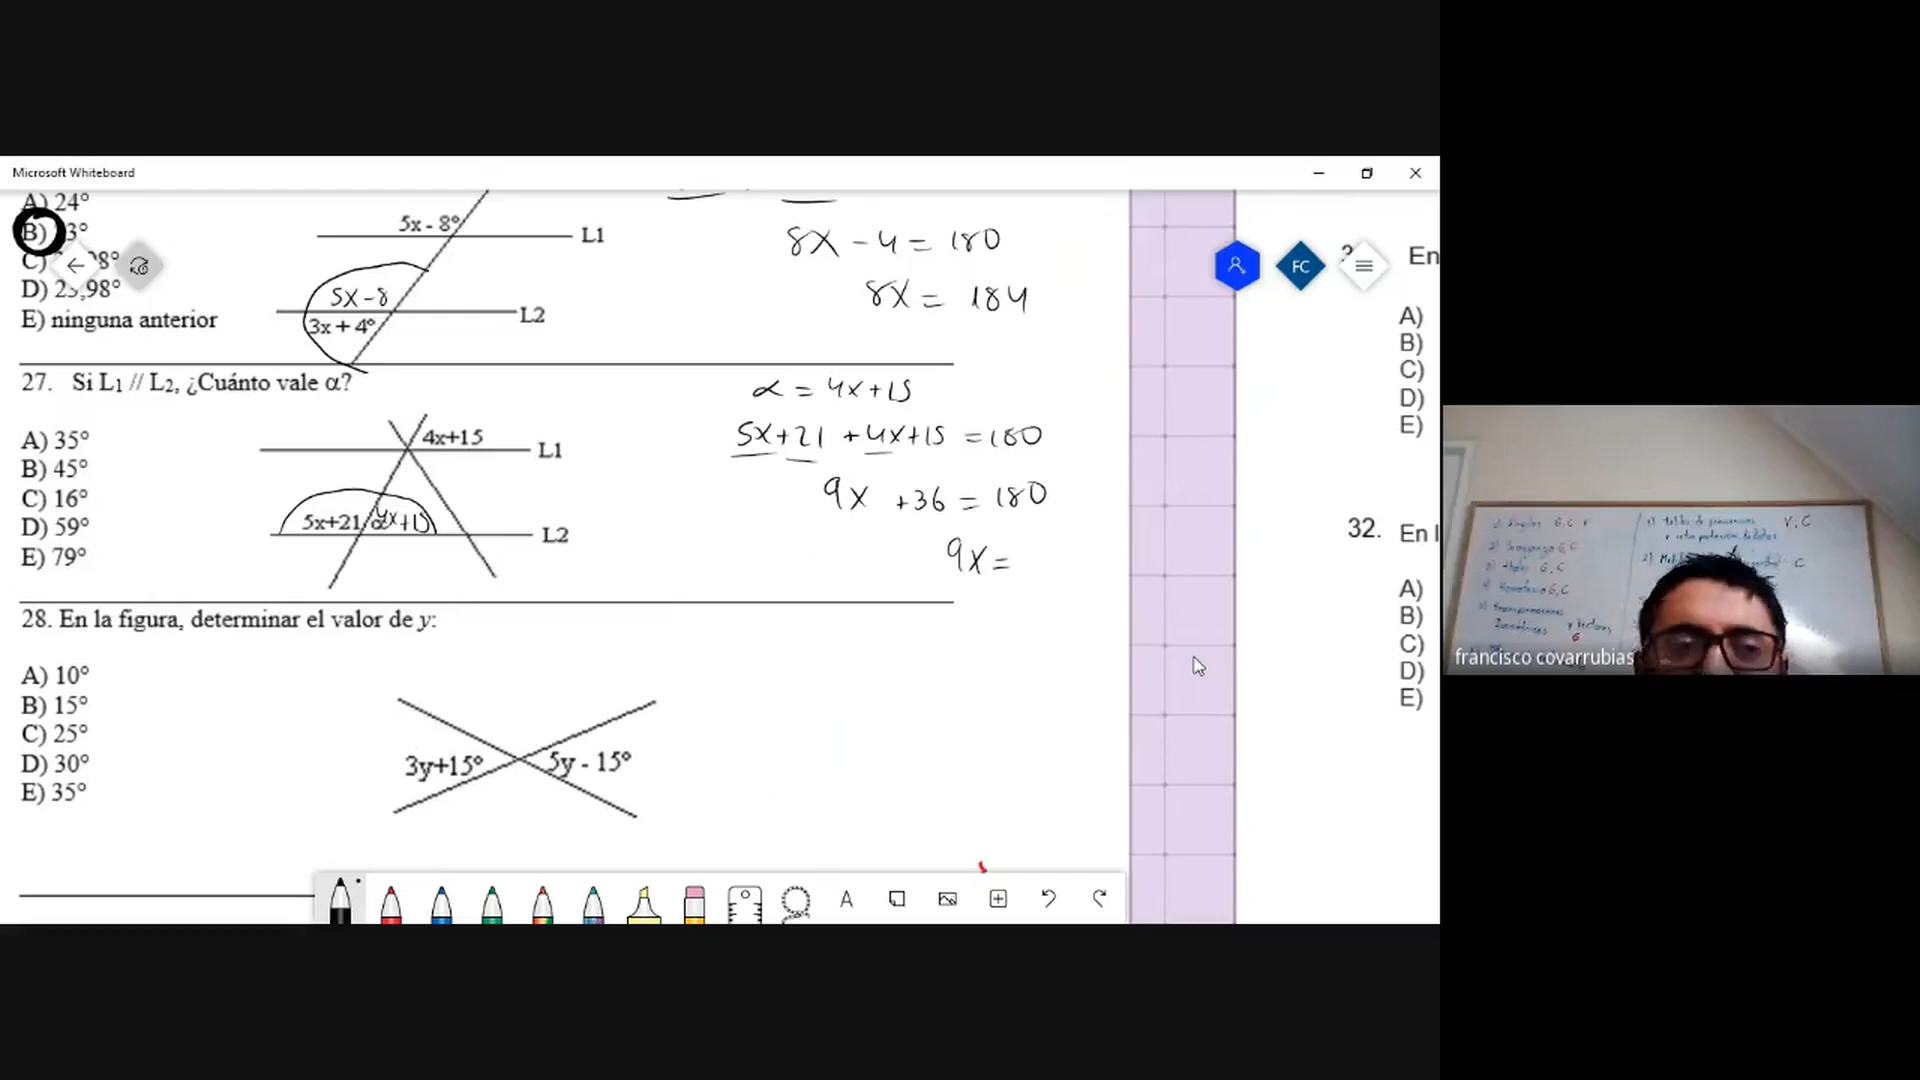 Microsoft Whiteboard
A) 24°
B) 3°
C) 8°
D) 23,98°
E) ninguna anterior
5x - 8°
L1
5x-8
3x + 4°
L2
8x - 4 = 180
8x = 184
27. Si L1 // L2, ¿Cuánto vale α?
A) 35°
B) 45°
C) 16°
D) 59°
E) 79°
4x+15
L1
5x+21 α 4x+15
L2
α = 4x+15
5x+21 +4x+15 =180
9x +36 = 180
9x =
28. En la figura, determinar el valor de y:
A) 10°
B) 15°
C) 25°
D) 30°
E) 35°
3y+15°
5y - 15°
A
FC
En
A)
B)
C)
D)
E)
32. En l
A)
B)
C)
D)
E)
francisco covarrubias